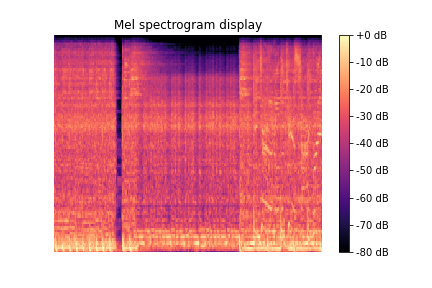 Mel spectrogram display
+0 dB
-10 dB
-20 dB
-30 dB
-40 dB
-50 dB
-60 dB
-70 dB
-80 dB